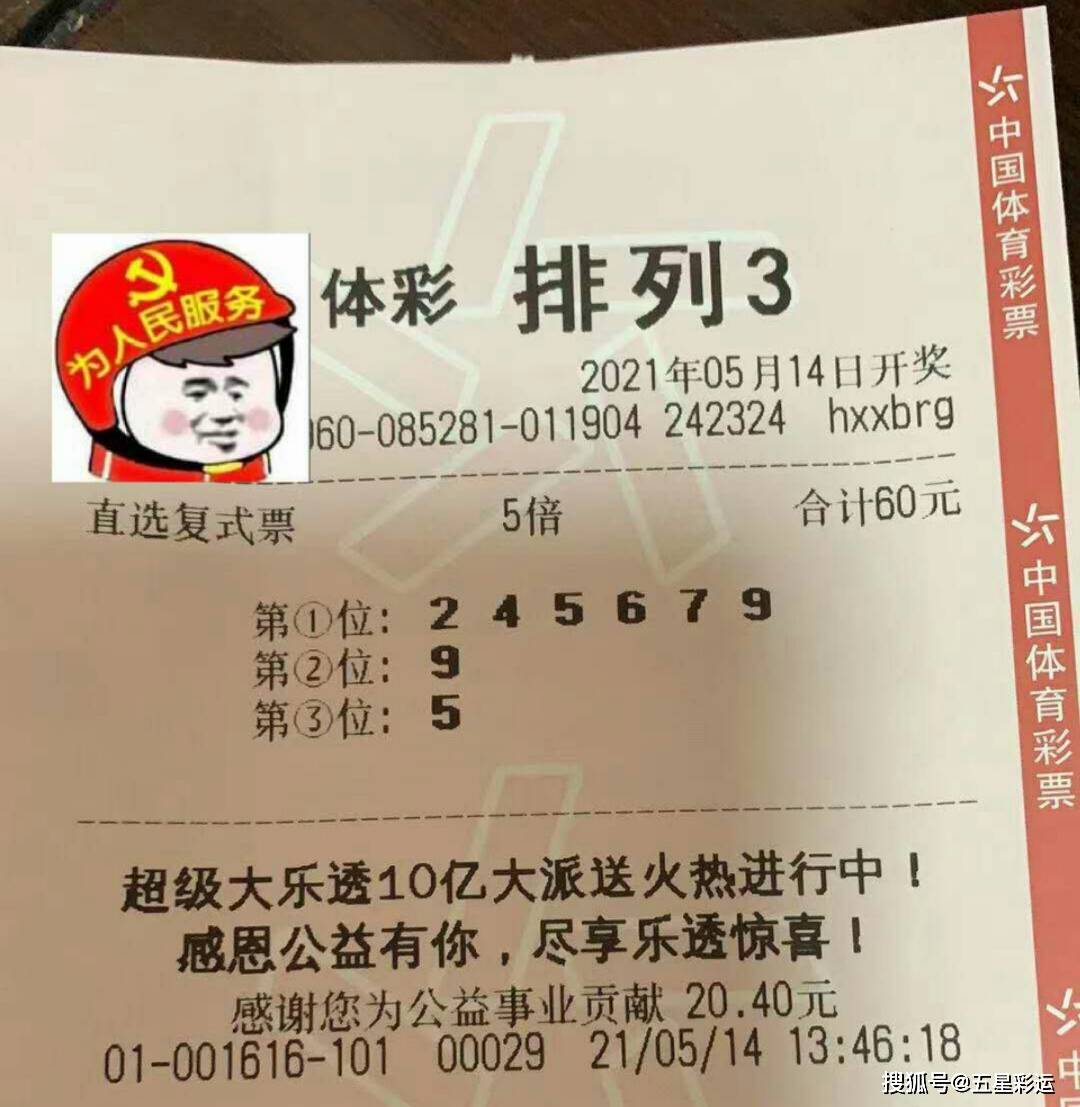 为人民服务
体彩 排列3
2021年05月14日开奖
060-085281-011904 242324 hxxbrg
直选复式票 5倍 合计60元
第①位: 2 4 5 6 7 9
第②位: 9
第③位: 5
超级大乐透10亿大派送火热进行中!
感恩公益有你,尽享乐透惊喜!
感谢您为公益事业贡献 20.40元
01-001616-101 00029 21/05/14 13:46:18
中国体育彩票
中国体育彩票
中
搜狐号@五星彩运